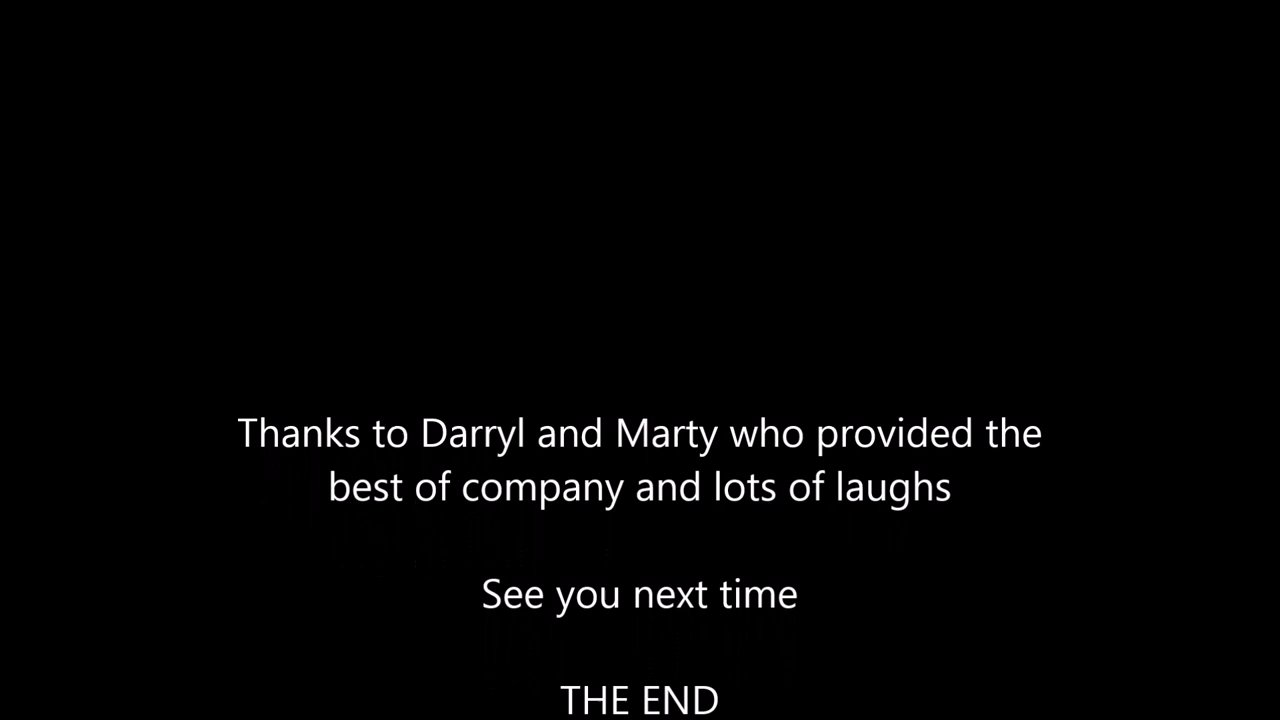 Thanks to Darryl and Marty who provided the
best of company and lots of laughs
See you next time
THE END